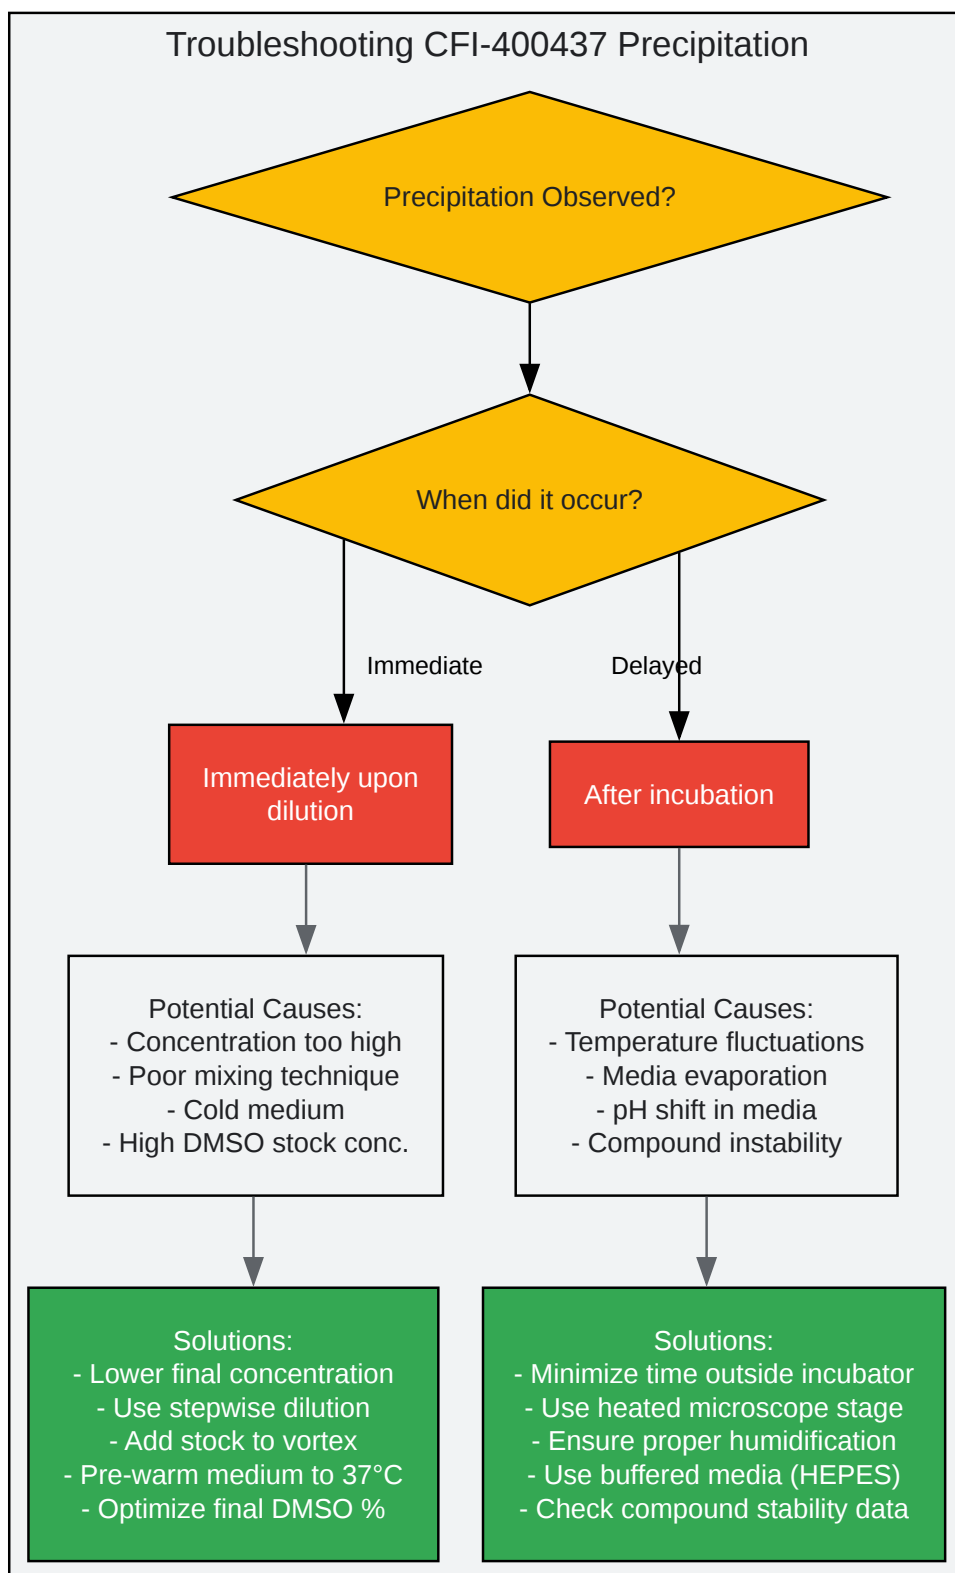 Troubleshooting CFI-400437 Precipitation
Precipitation Observed?
When did it occur?
Immediate
Delayed
Immediately upon
dilution
After incubation
Potential Causes:
- Concentration too high
- Poor mixing technique
- Cold medium
- High DMSO stock conc.
Potential Causes:
- Temperature fluctuations
- Media evaporation
- pH shift in media
- Compound instability
Solutions:
- Lower final concentration
- Use stepwise dilution
- Add stock to vortex
- Pre-warm medium to 37°C
- Optimize final DMSO %
Solutions:
- Minimize time outside incubator
- Use heated microscope stage
- Ensure proper humidification
- Use buffered media (HEPES)
- Check compound stability data